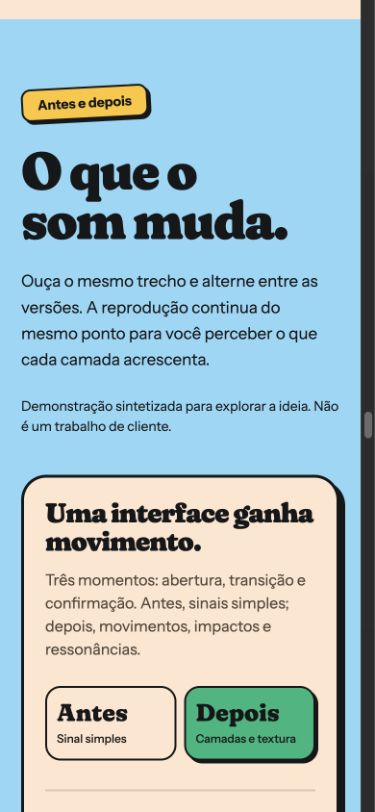 Antes e depois
O que o
som muda.
Ouça o mesmo trecho e alterne entre as
versões. A reprodução continua do
mesmo ponto para você perceber o que
cada camada acrescenta.
Demonstração sintetizada para explorar a ideia. Não
é um trabalho de cliente.
Uma interface ganha
movimento.
Três momentos: abertura, transição e
confirmação. Antes, sinais simples;
depois, movimentos, impactos e
ressonâncias.
Antes
Sinal simples
Depois
Camadas e textura